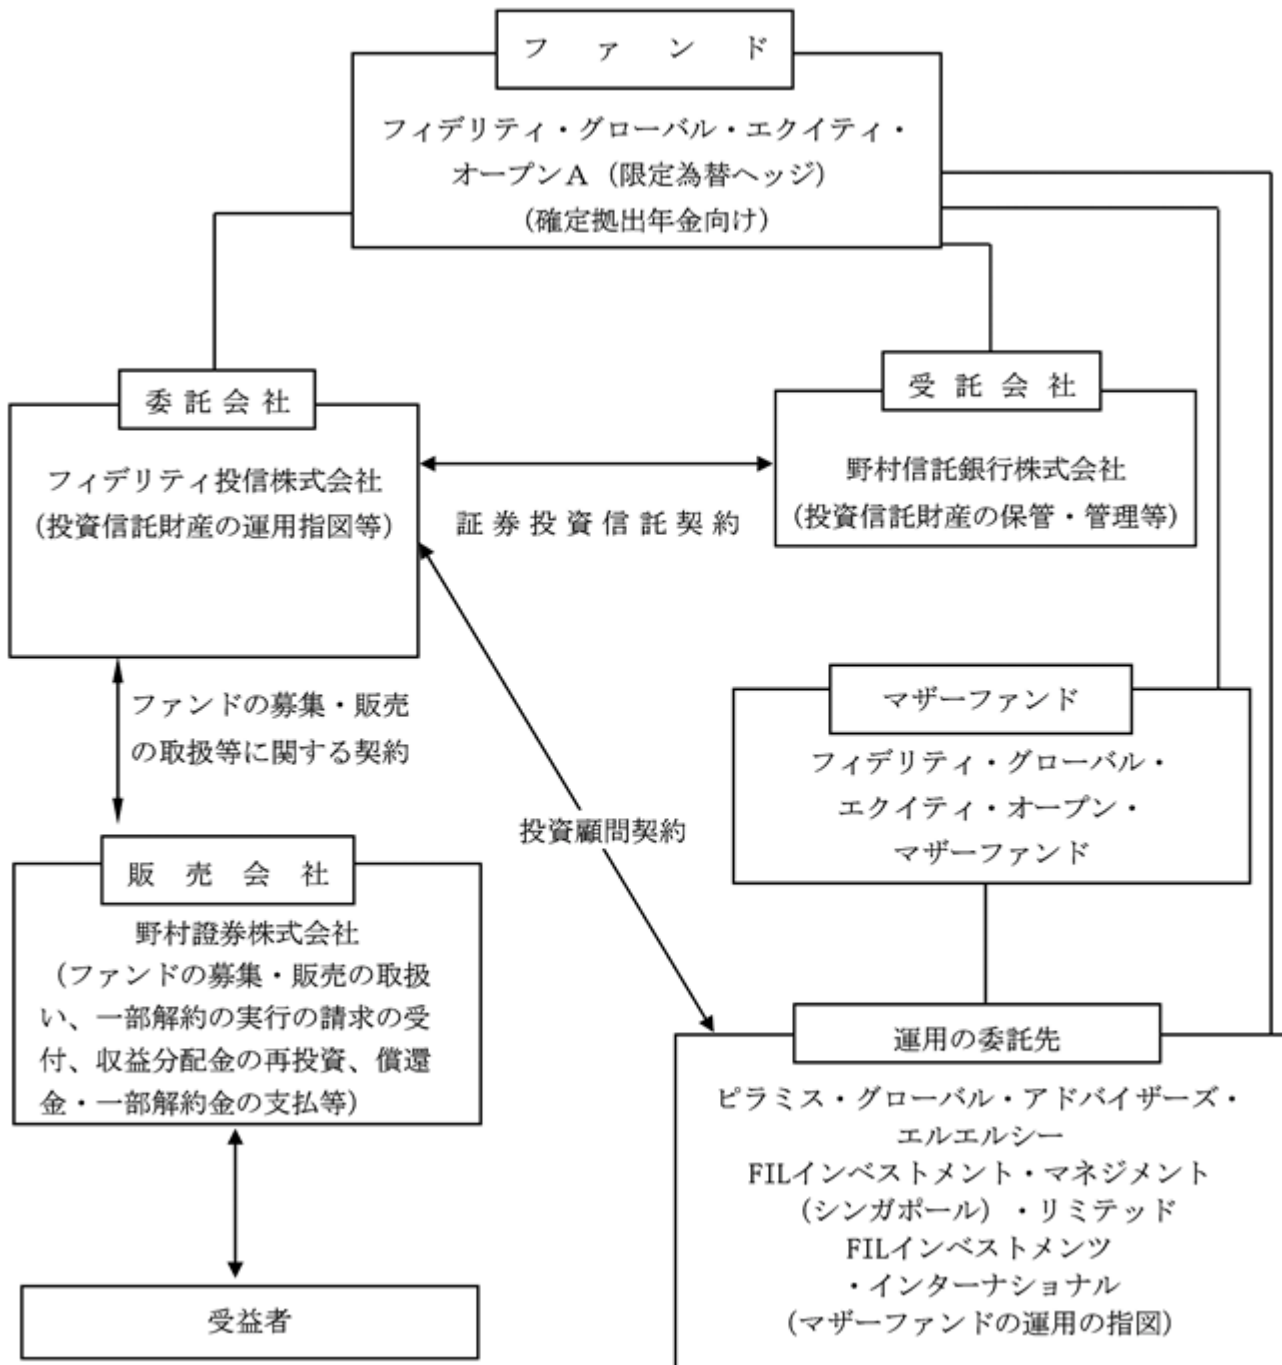 ファンド
フィデリティ・グローバル・エクイティ・
オープンA（限定為替ヘッジ）
（確定拠出年金向け）
委託会社
フィデリティ投信株式会社
（投資信託財産の運用指図等）
証券投資信託契約
受託会社
野村信託銀行株式会社
（投資信託財産の保管・管理等）
ファンドの募集・販売
の取扱等に関する契約
投資顧問契約
マザーファンド
フィデリティ・グローバル・
エクイティ・オープン・
マザーファンド
販売会社
野村證券株式会社
（ファンドの募集・販売の取扱
い、一部解約の実行の請求の受
付、収益分配金の再投資、償還
金・一部解約金の支払等）
運用の委託先
ピラミス・グローバル・アドバイザーズ・
エルエルシー
FILインベストメント・マネジメント
（シンガポール）・リミテッド
FILインベストメンツ
・インターナショナル
（マザーファンドの運用の指図）
受益者